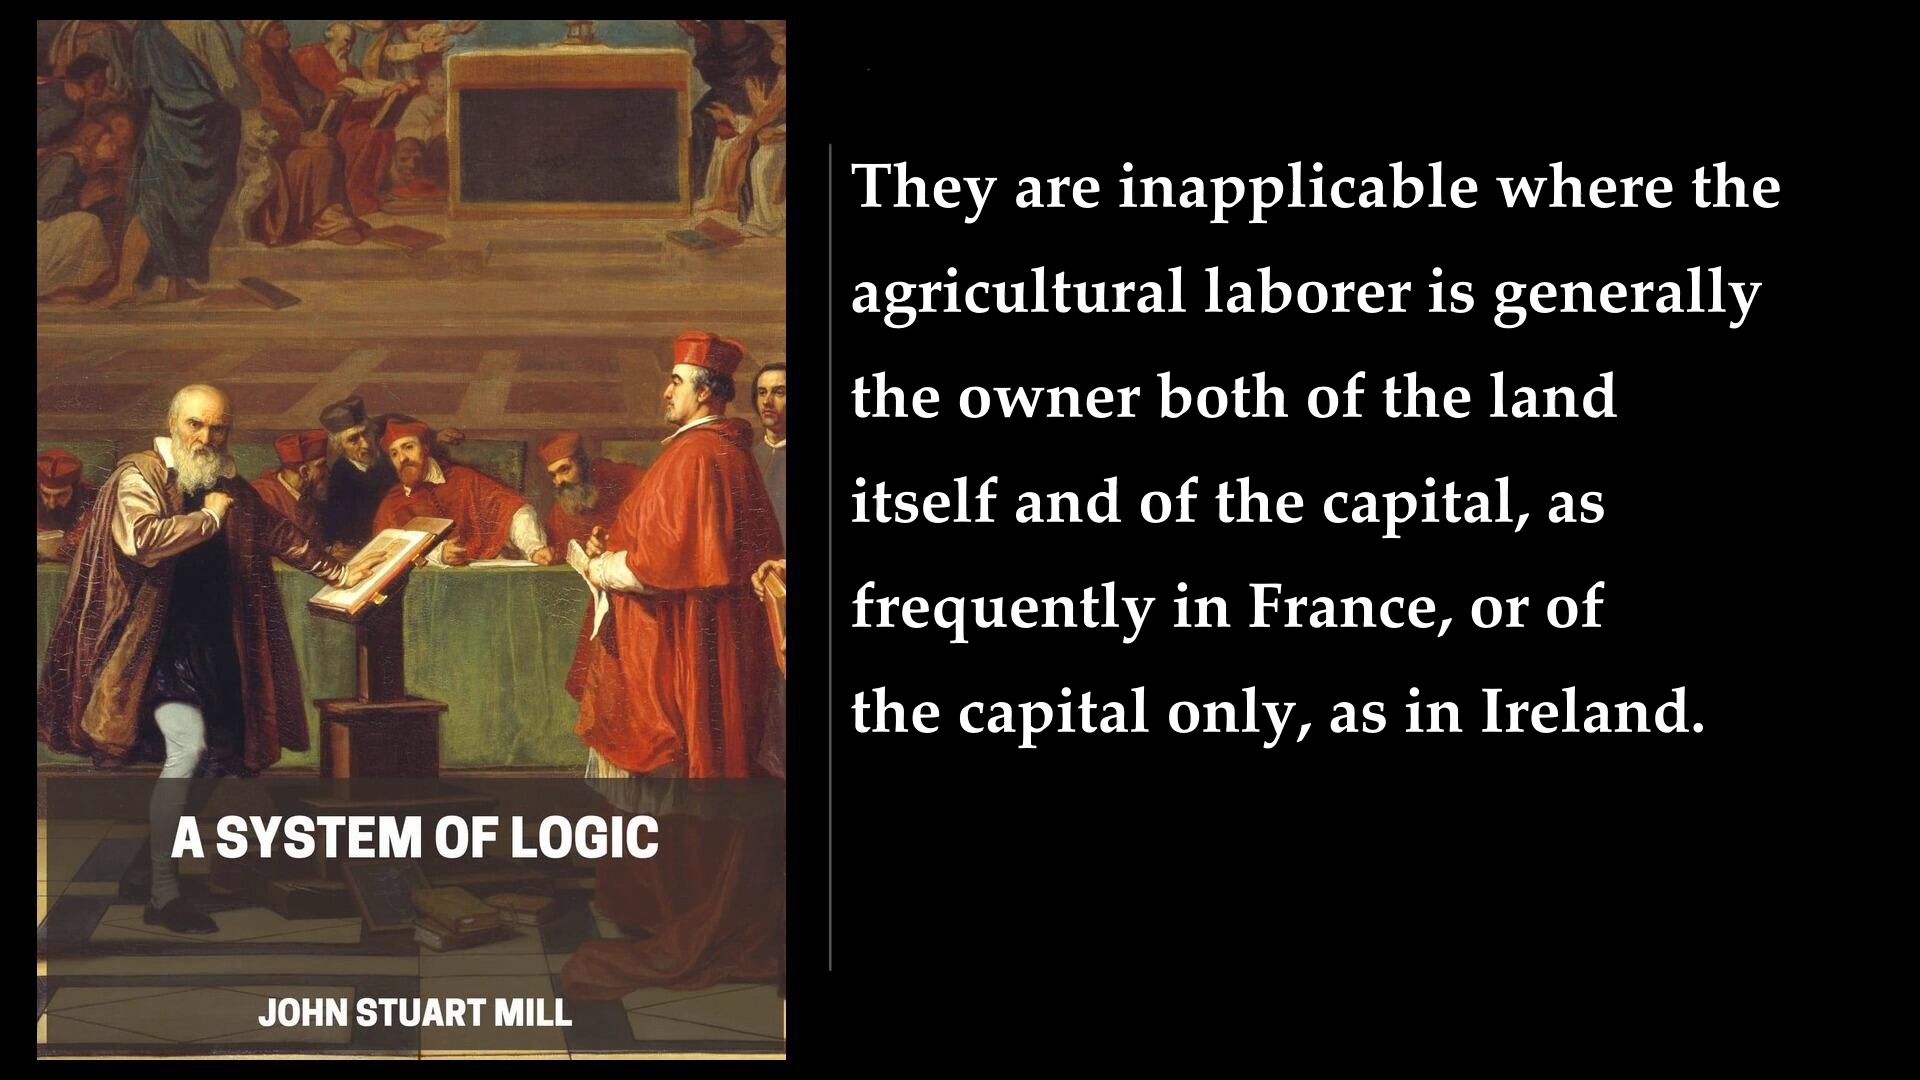 A SYSTEM OF LOGIC
JOHN STUART MILL
They are inapplicable where the
agricultural laborer is generally
the owner both of the land
itself and of the capital, as
frequently in France, or of
the capital only, as in Ireland.